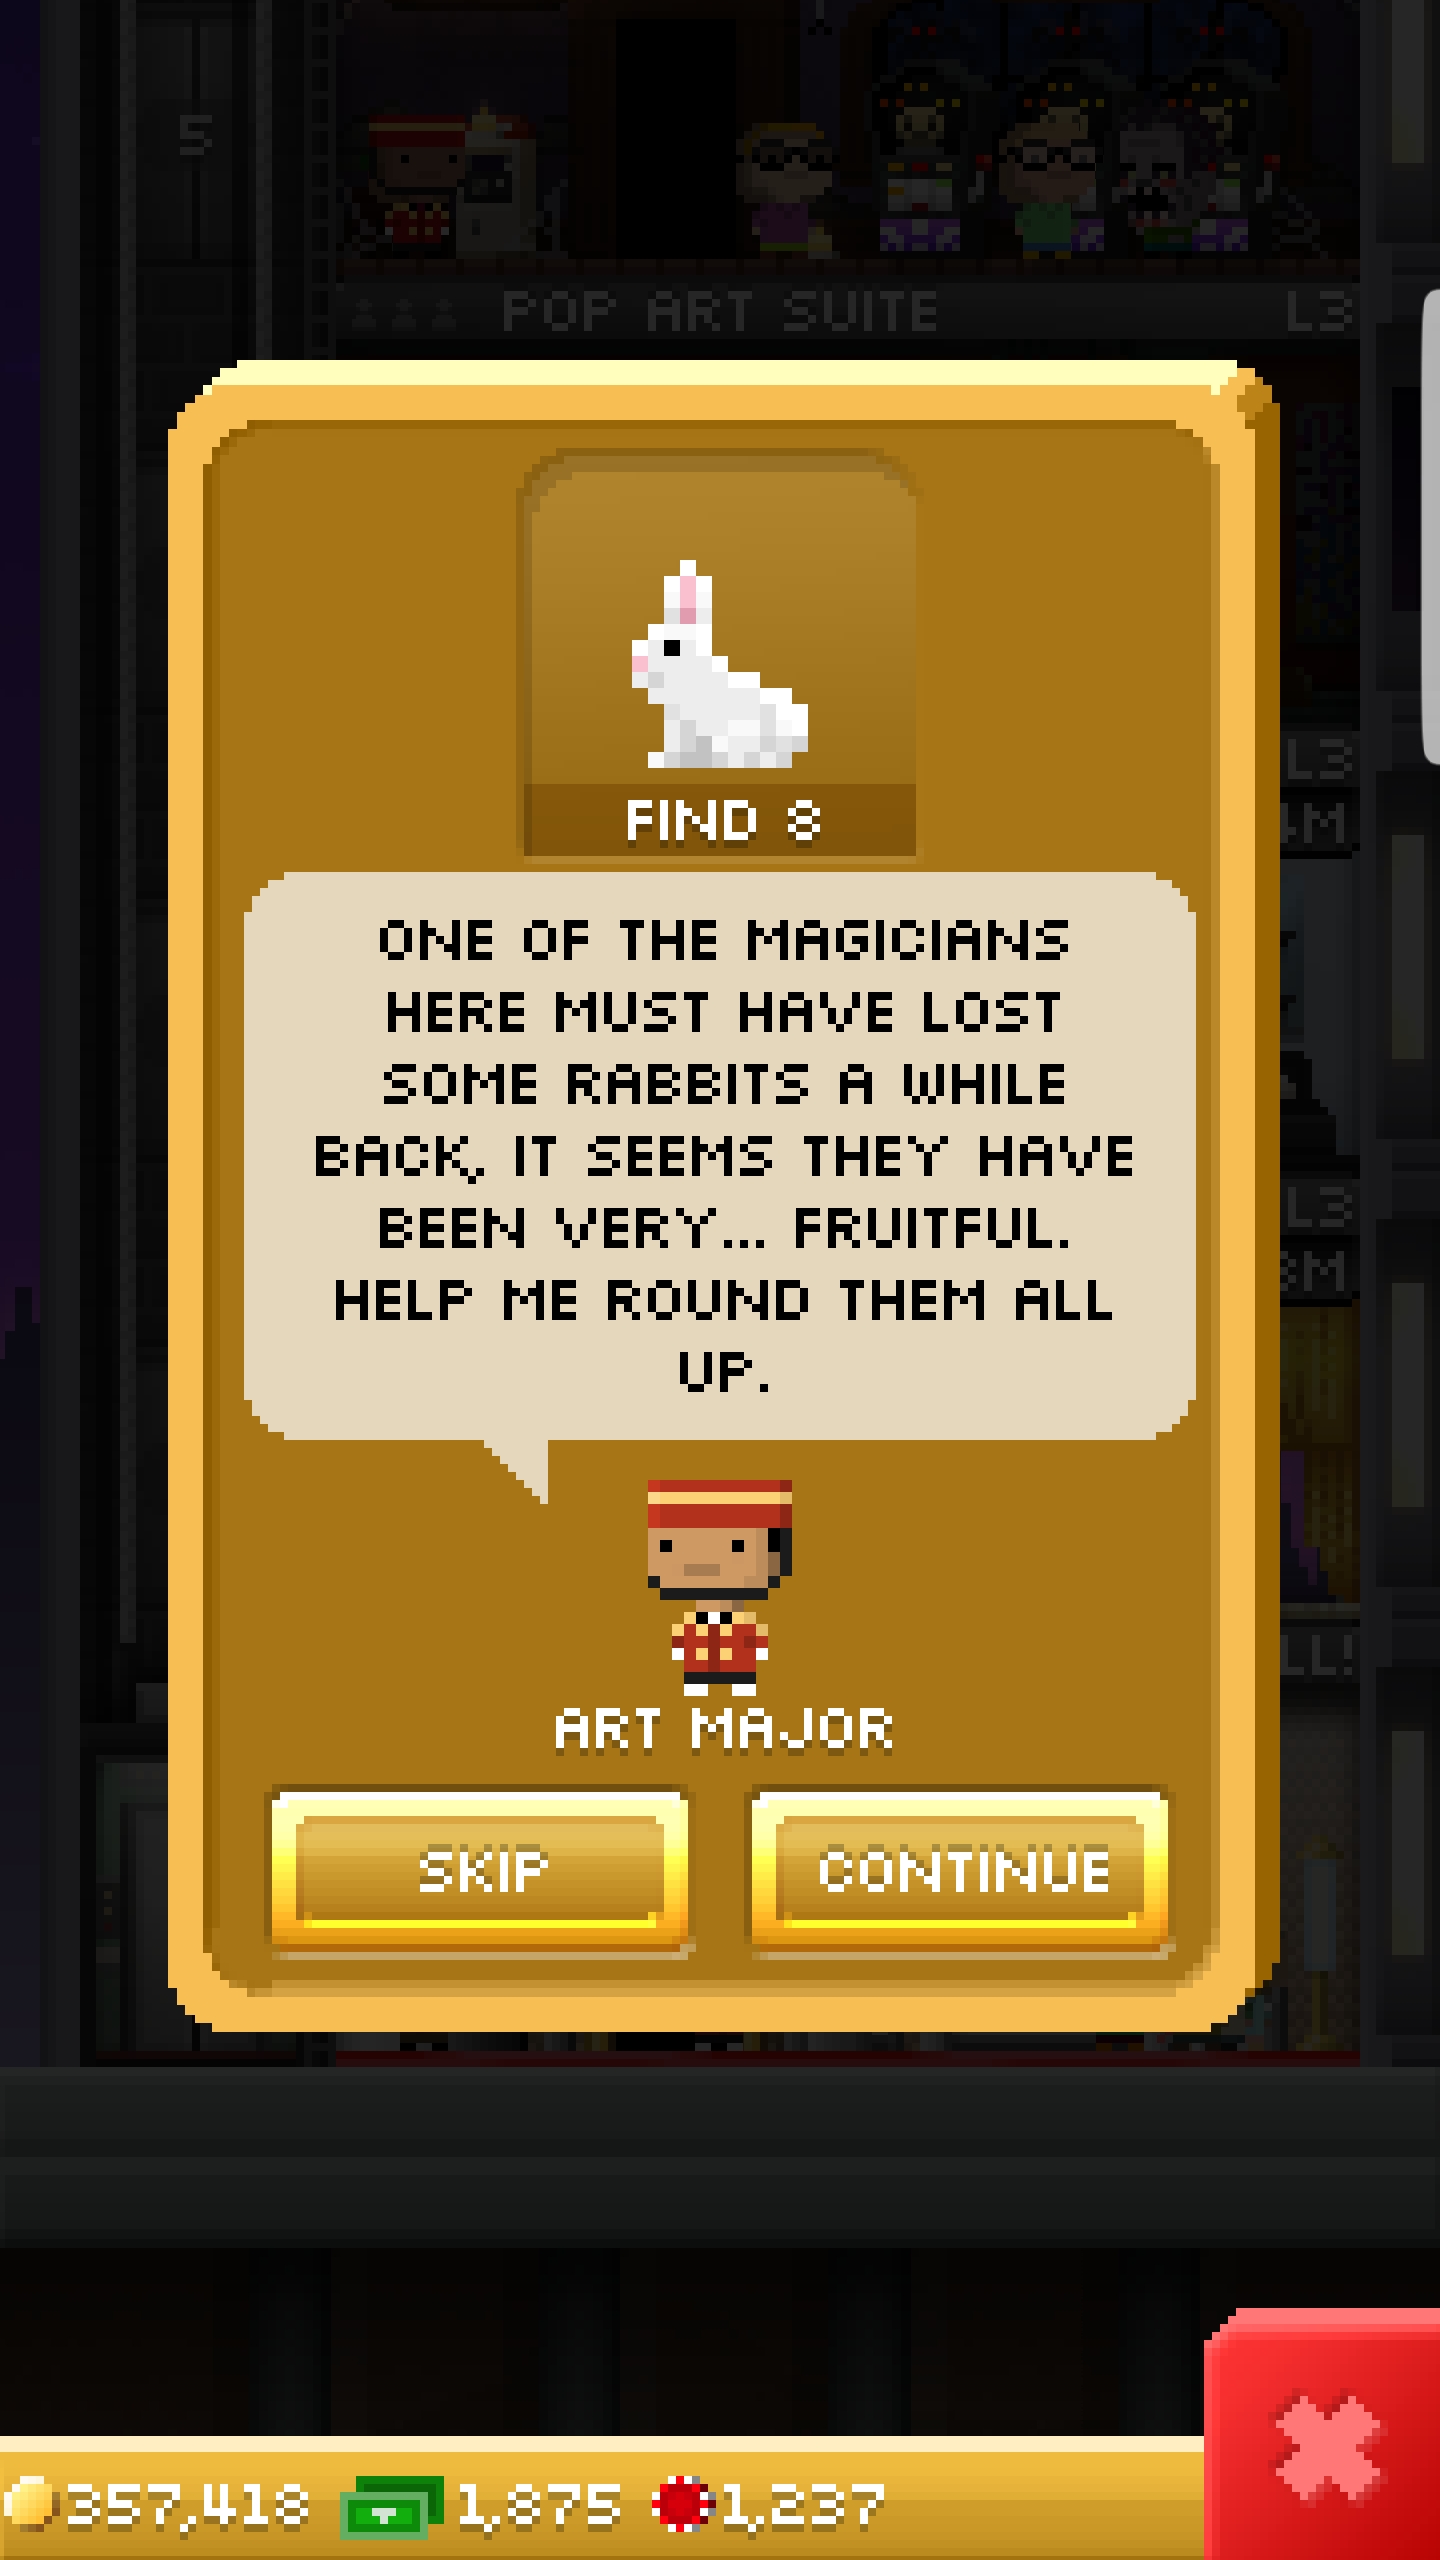 5
POP ART SUITE L3
FIND 8
L3
M
ONE OF THE MAGICIANS
HERE MUST HAVE LOST
SOME RABBITS A WHILE
BACK, IT SEEMS THEY HAVE
BEEN VERY... FRUITFUL.
HELP ME ROUND THEM ALL
UP.
L3
M
LL!
ART MAJOR
SKIP CONTINUE
357,418 1,875 1,237